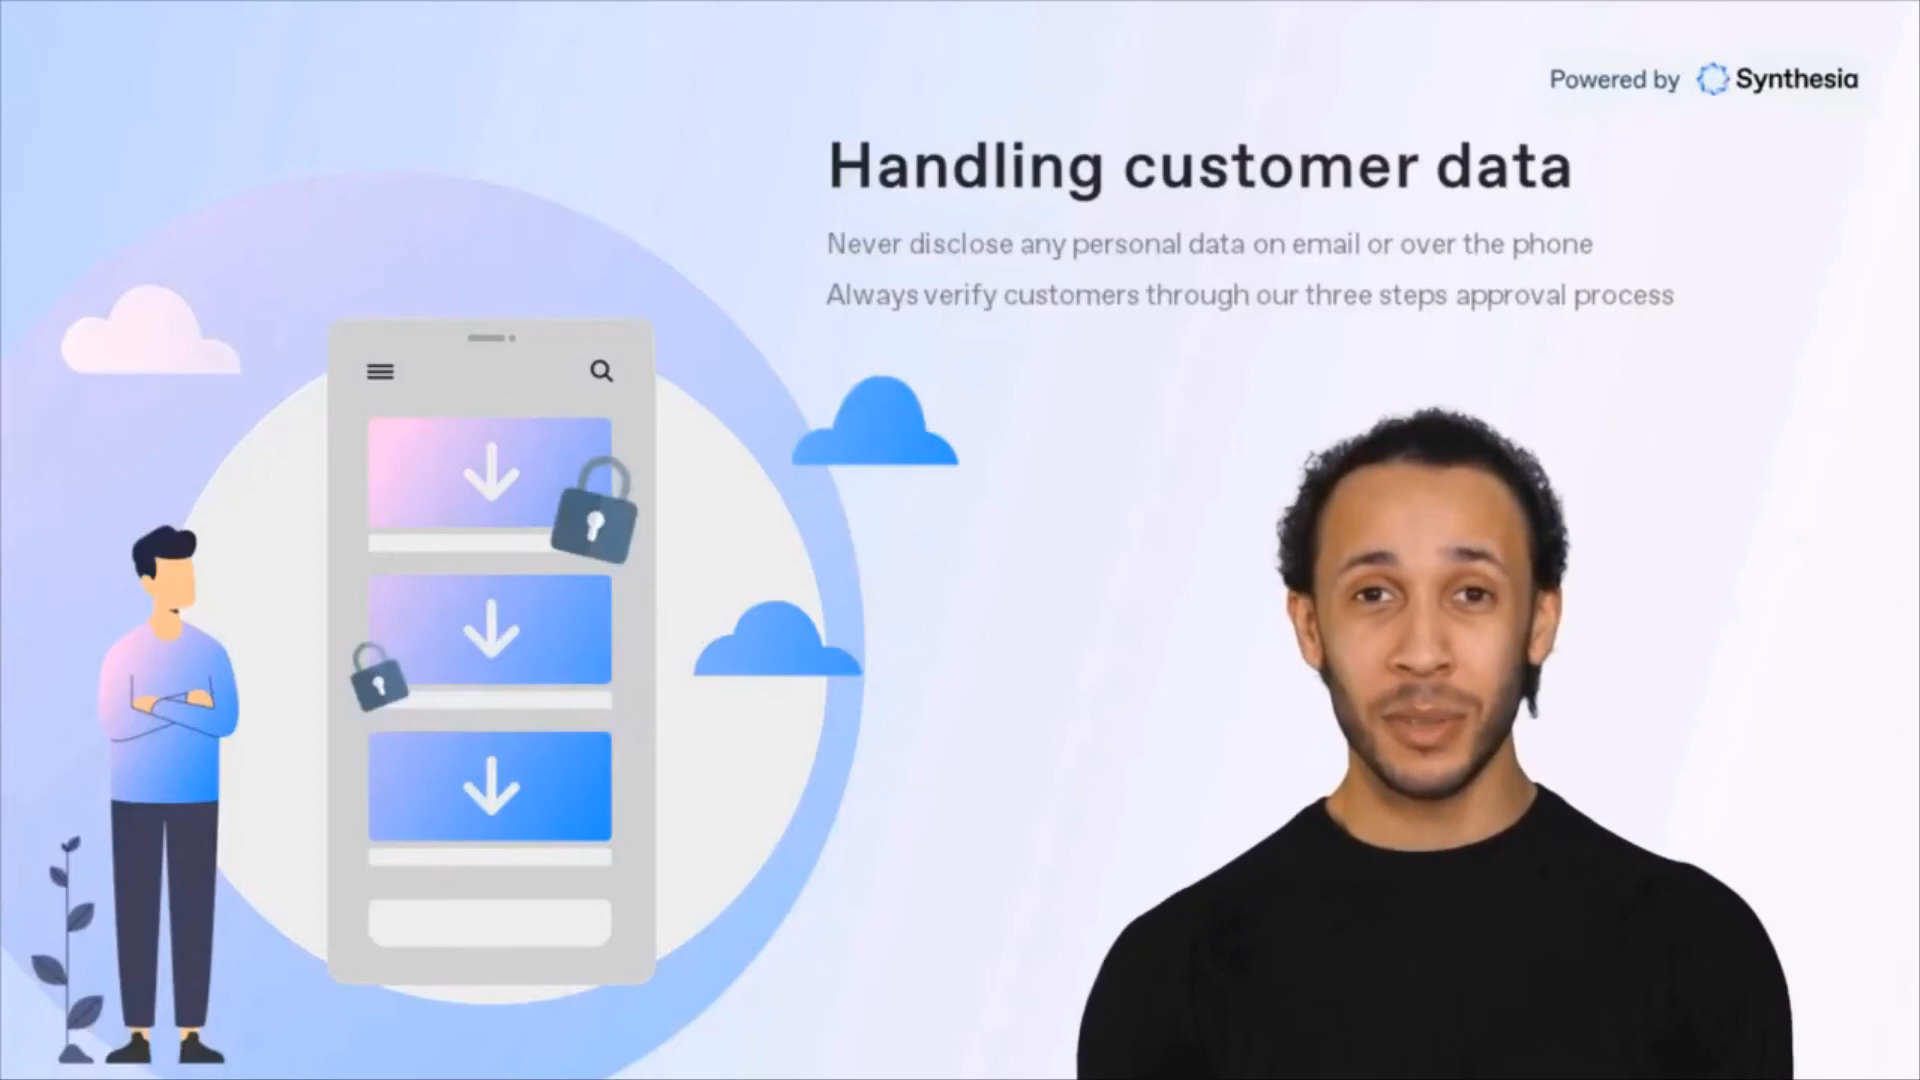 Powered by Synthesia
Handling customer data
Never disclose any personal data on email or over the phone
Always verify customers through our three steps approval process